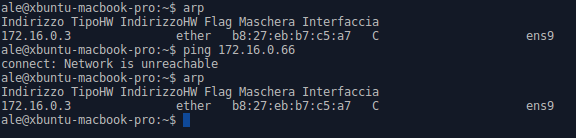 ale@xbuntu-macbook-pro:~$ arp
Indirizzo TipoHW IndirizzoHW Flag Maschera Interfaccia
172.16.0.3 ether b8:27:eb:b7:c5:a7 C ens9
ale@xbuntu-macbook-pro:~$ ping 172.16.0.66
connect: Network is unreachable
ale@xbuntu-macbook-pro:~$ arp
Indirizzo TipoHW IndirizzoHW Flag Maschera Interfaccia
172.16.0.3 ether b8:27:eb:b7:c5:a7 C ens9
ale@xbuntu-macbook-pro:~$